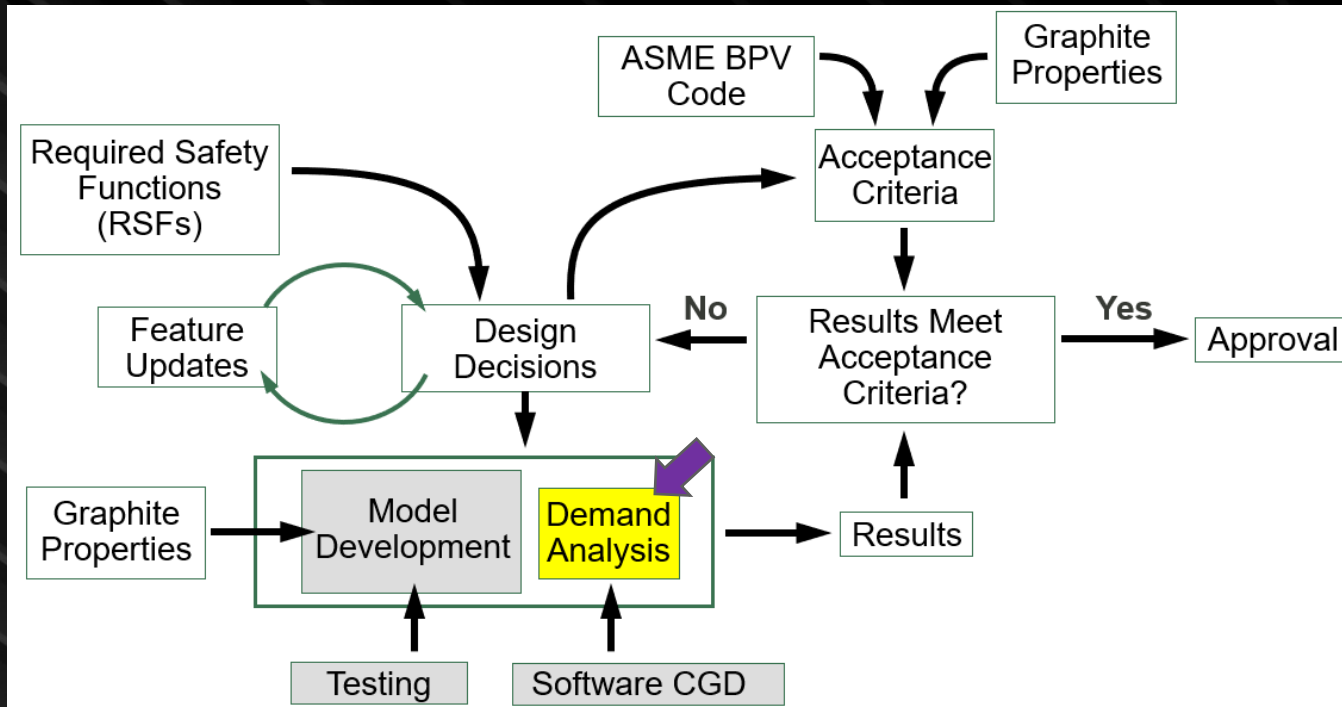 ASME BPV
Code
Graphite
Properties
Required Safety
Functions
(RSFs)
Acceptance
Criteria
Feature
Updates
Design
Decisions
No
Results Meet
Acceptance
Criteria?
Yes
Approval
Graphite
Properties
Model
Development
Demand
Analysis
Results
Testing
Software CGD